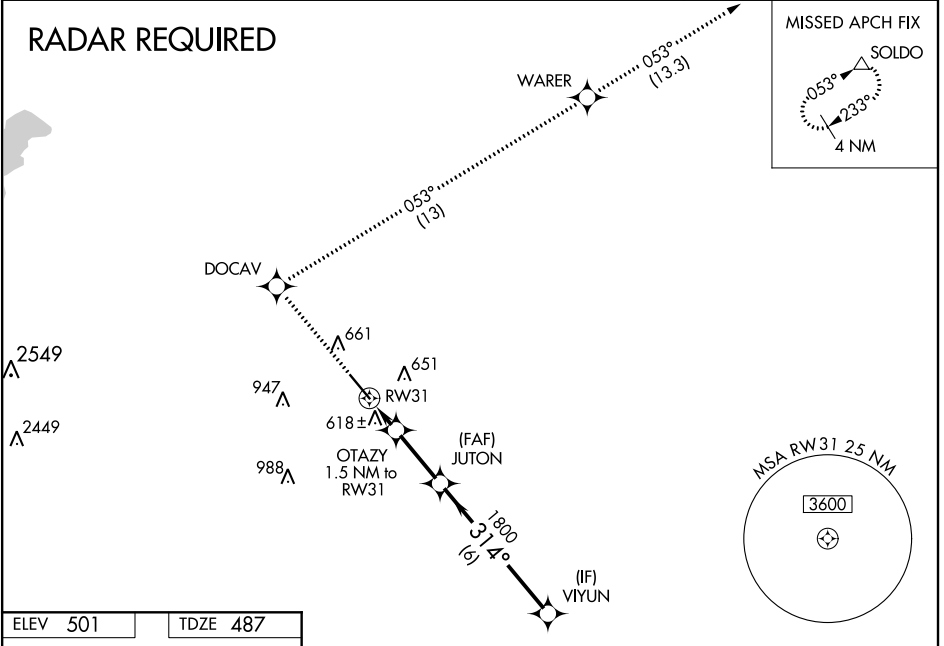 RADAR REQUIRED
MISSED APCH FIX
SOLDO
053°
233°
4 NM
053°
(13.3)
WARER
053°
(13)
DOCAV
661
651
2549
947
RW31
618±
2449
OTAZY
1.5 NM to
RW31
(FAF)
JUTON
988
1800
314°
(6)
(IF)
VIYUN
MSA RW31 25 NM
3600
ELEV 501
TDZE 487